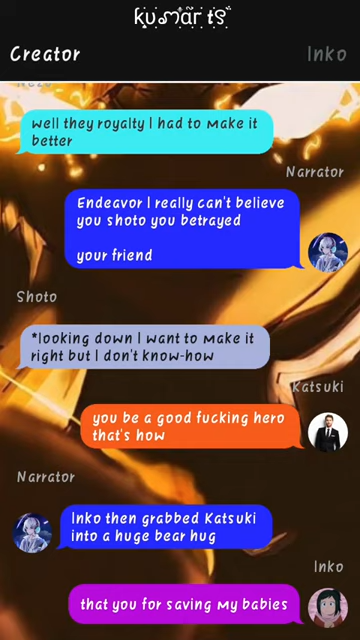 kumar ts
Creator
Inko
well they royalty I had to make it
better
Narrator
Endeavor I really can't believe
you shoto you betrayed
your friend
Shoto
*looking down I want to make it
right but I don't know-how
Katsuki
you be a good fucking hero
that's how
Narrator
Inko then grabbed Katsuki
into a huge bear hug
Inko
that you for saving my babies